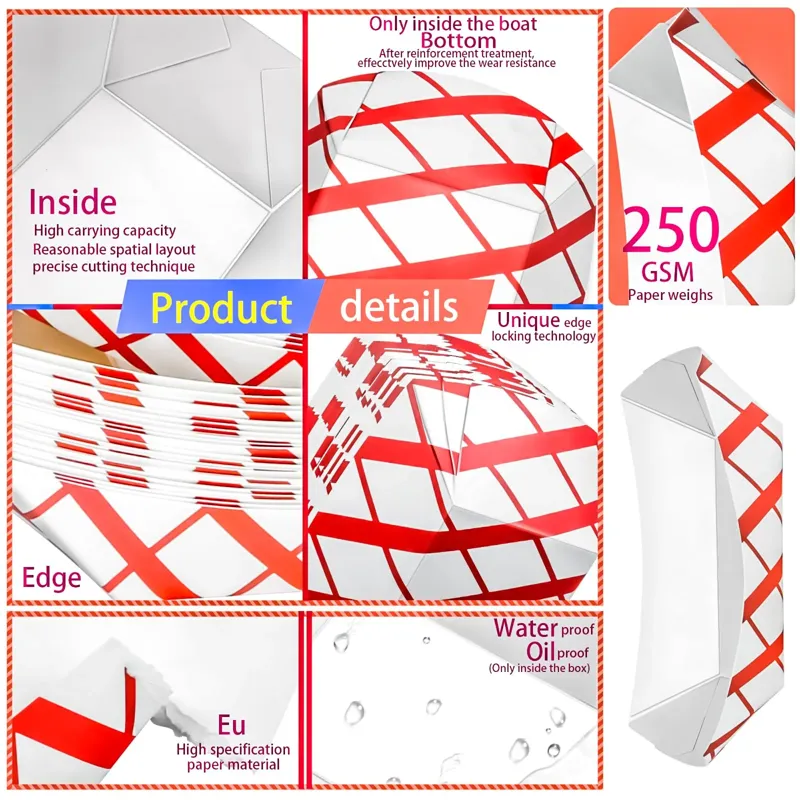 Only inside the boat
Bottom
After reinforcement treatment,
effecctvely improve the wear resistance
Inside
High carrying capacity
Reasonable spatial layout
precise cutting technique
250
GSM
Paper weighs
Product details
Unique edge
locking technology
Edge
Water proof
Oil proof
(Only inside the box)
Eu
High specification
paper material